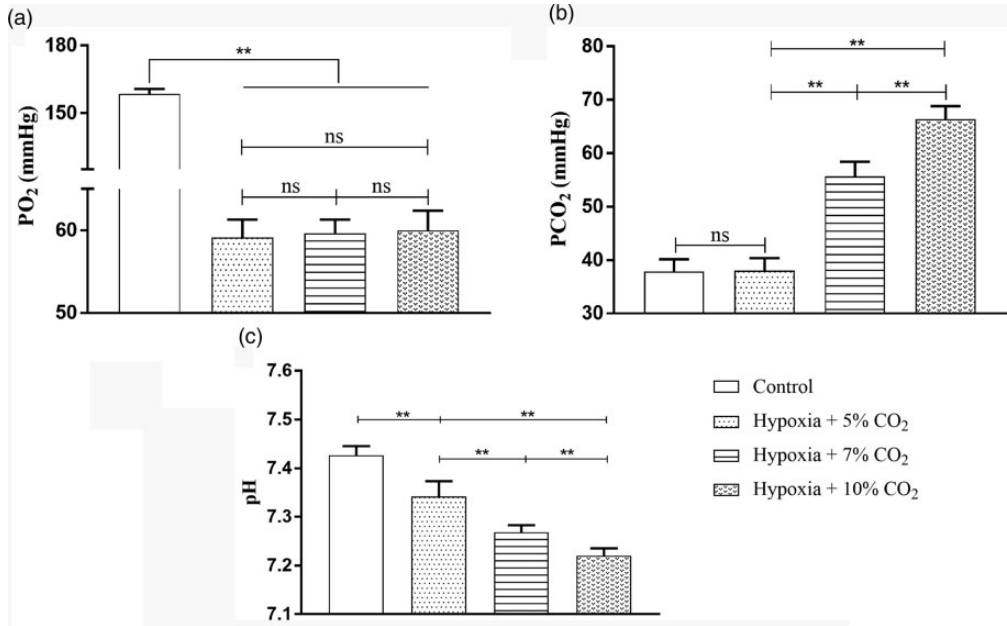 (a)
180
150
60
50
PO2 (mmHg)
**
ns
ns
ns
(b)
80
70
60
50
40
30
PCO2 (mmHg)
**
**
**
ns
(c)
7.6
7.5
7.4
7.3
7.2
7.1
pH
**
**
**
**
Control
Hypoxia + 5% CO2
Hypoxia + 7% CO2
Hypoxia + 10% CO2